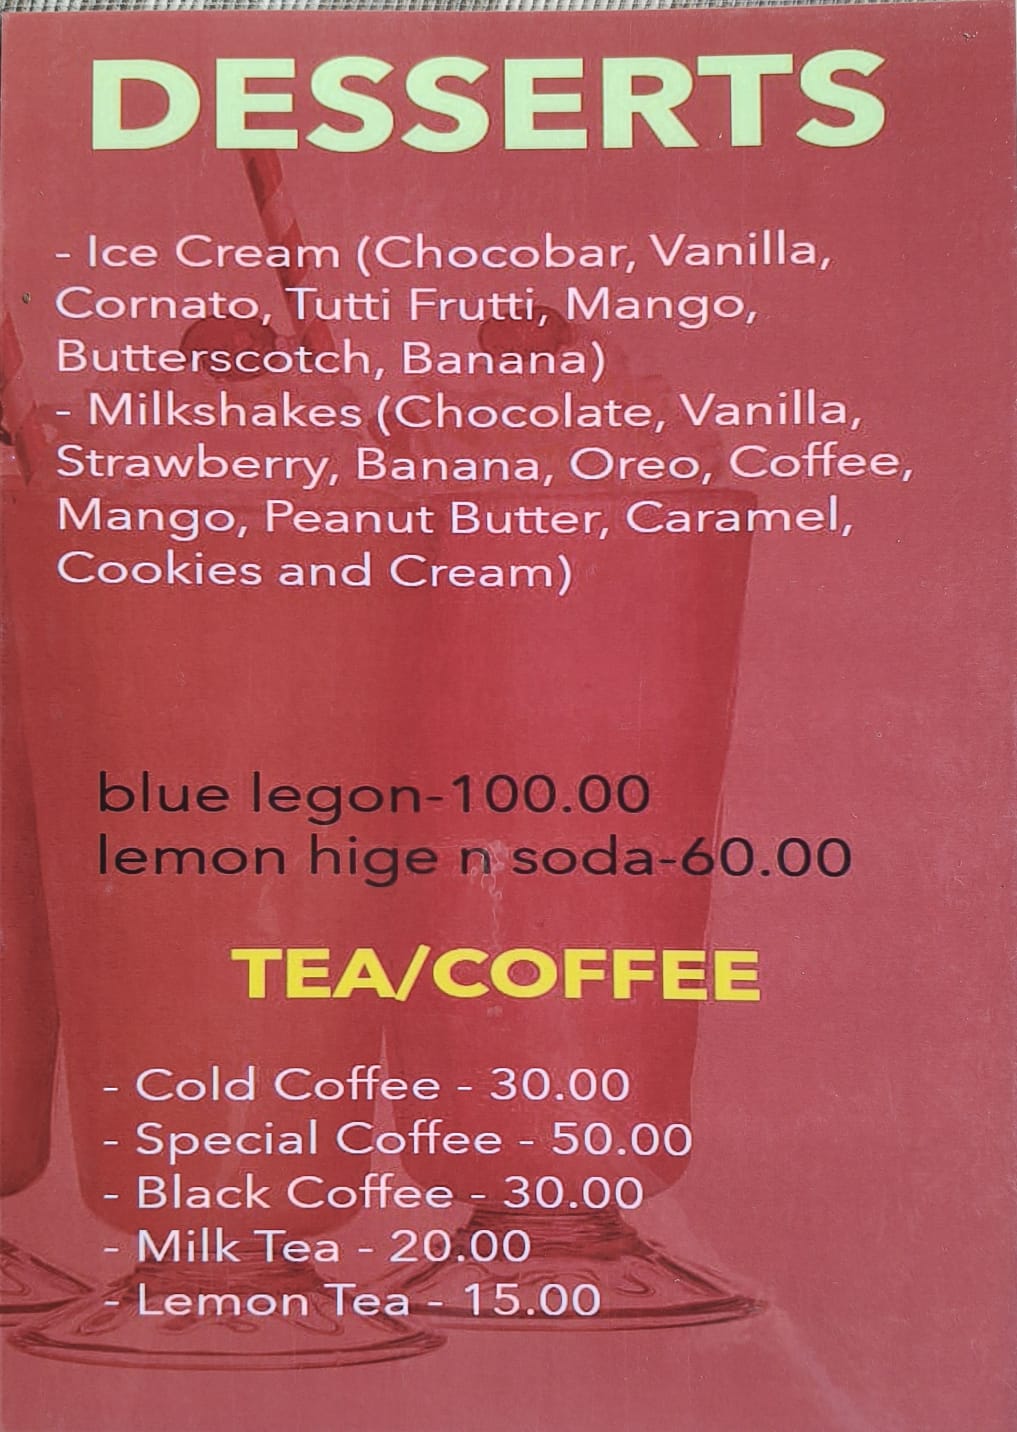 DESSERTS
- Ice Cream (Chocobar, Vanilla,
Cornato, Tutti Frutti, Mango,
Butterscotch, Banana)
- Milkshakes (Chocolate, Vanilla,
Strawberry, Banana, Oreo, Coffee,
Mango, Peanut Butter, Caramel,
Cookies and Cream)
blue legon-100.00
lemon hige n soda-60.00
TEA/COFFEE
- Cold Coffee - 30.00
- Special Coffee - 50.00
- Black Coffee - 30.00
- Milk Tea - 20.00
- Lemon Tea - 15.00